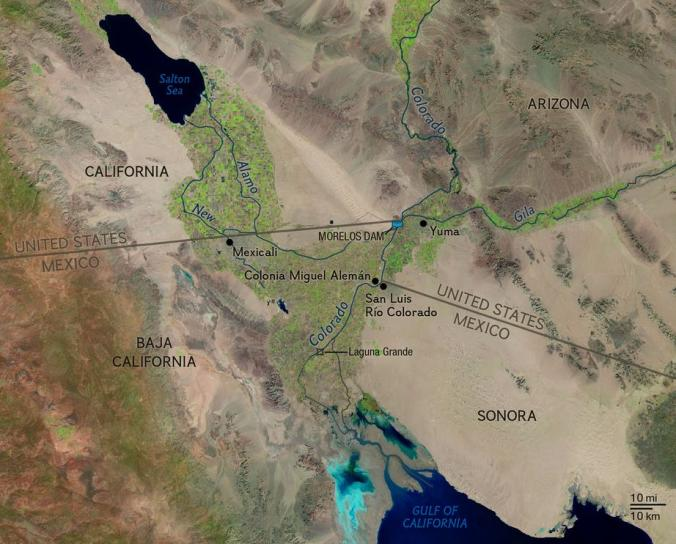 Salton
Sea
Colorado
ARIZONA
CALIFORNIA
Alamo
New
Gila
UNITED STATES
MEXICO
MORELOS DAM
Yuma
Mexicali
Colonia Miguel Alemán
San Luis
Río Colorado
UNITED STATES
MEXICO
Colorado
Laguna Grande
BAJA
CALIFORNIA
SONORA
GULF OF
CALIFORNIA
10 mi
10 km